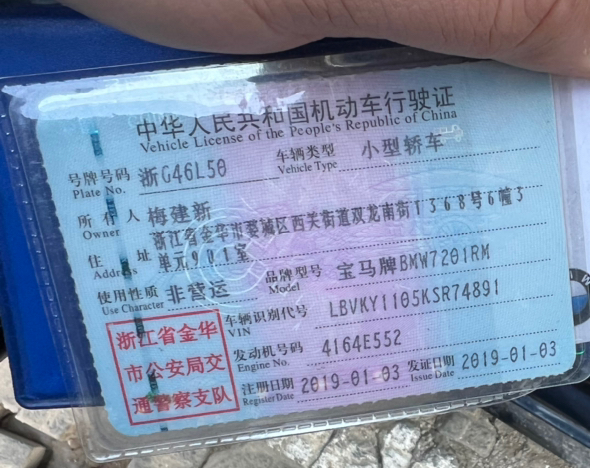 中华人民共和国机动车行驶证
Vehicle License of the People's Republic of China
号牌号码 浙G46L50 车辆类型 小型轿车
Plate No. Vehicle Type
所有人 梅建新
Owner
住址 浙江省金华市婺城区西关街道双龙南街1368号6幢3
Address 单元901室
使用性质 非营运 品牌型号 宝马牌BMW7201RM
Use Character Model
浙江省金华 车辆识别代号 LBVKY1105KSR74891
VIN
市公安局交 发动机号码 4164E552
Engine No.
通警察支队 注册日期 2019-01-03 发证日期 2019-01-03
Register Date Issue Date